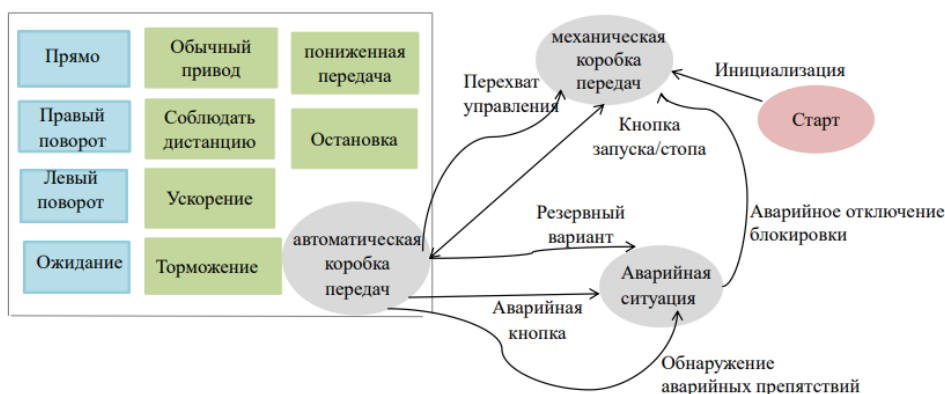 Прямо
Обычный
привод
пониженная
передача
Правый
поворот
Соблюдать
дистанцию
Остановка
Левый
поворот
Ускорение
Ожидание
Торможение
автоматическая
коробка
передач
механическая
коробка
передач
Перехват
управления
Инициализация
Старт
Кнопка
запуска/стопа
Резервный
вариант
Аварийное отключение
блокировки
Аварийная
ситуация
Аварийная
кнопка
Обнаружение
аварийных препятствий